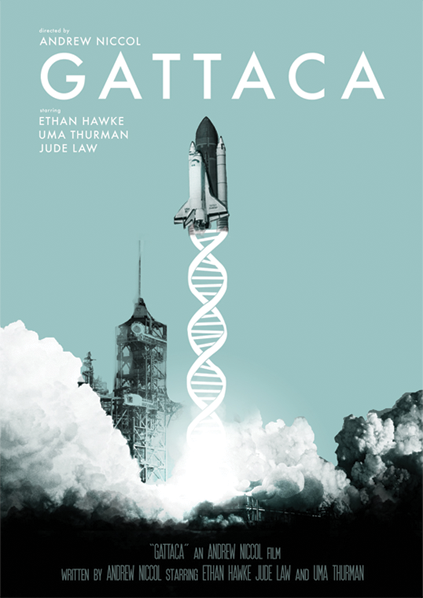 directed by
ANDREW NICCOL
GATTACA
starring
ETHAN HAWKE
UMA THURMAN
JUDE LAW
"GATTACA" AN ANDREW NICCOL FILM
WRITTEN BY ANDREW NICCOL STARRING ETHAN HAWKE JUDE LAW AND UMA THURMAN